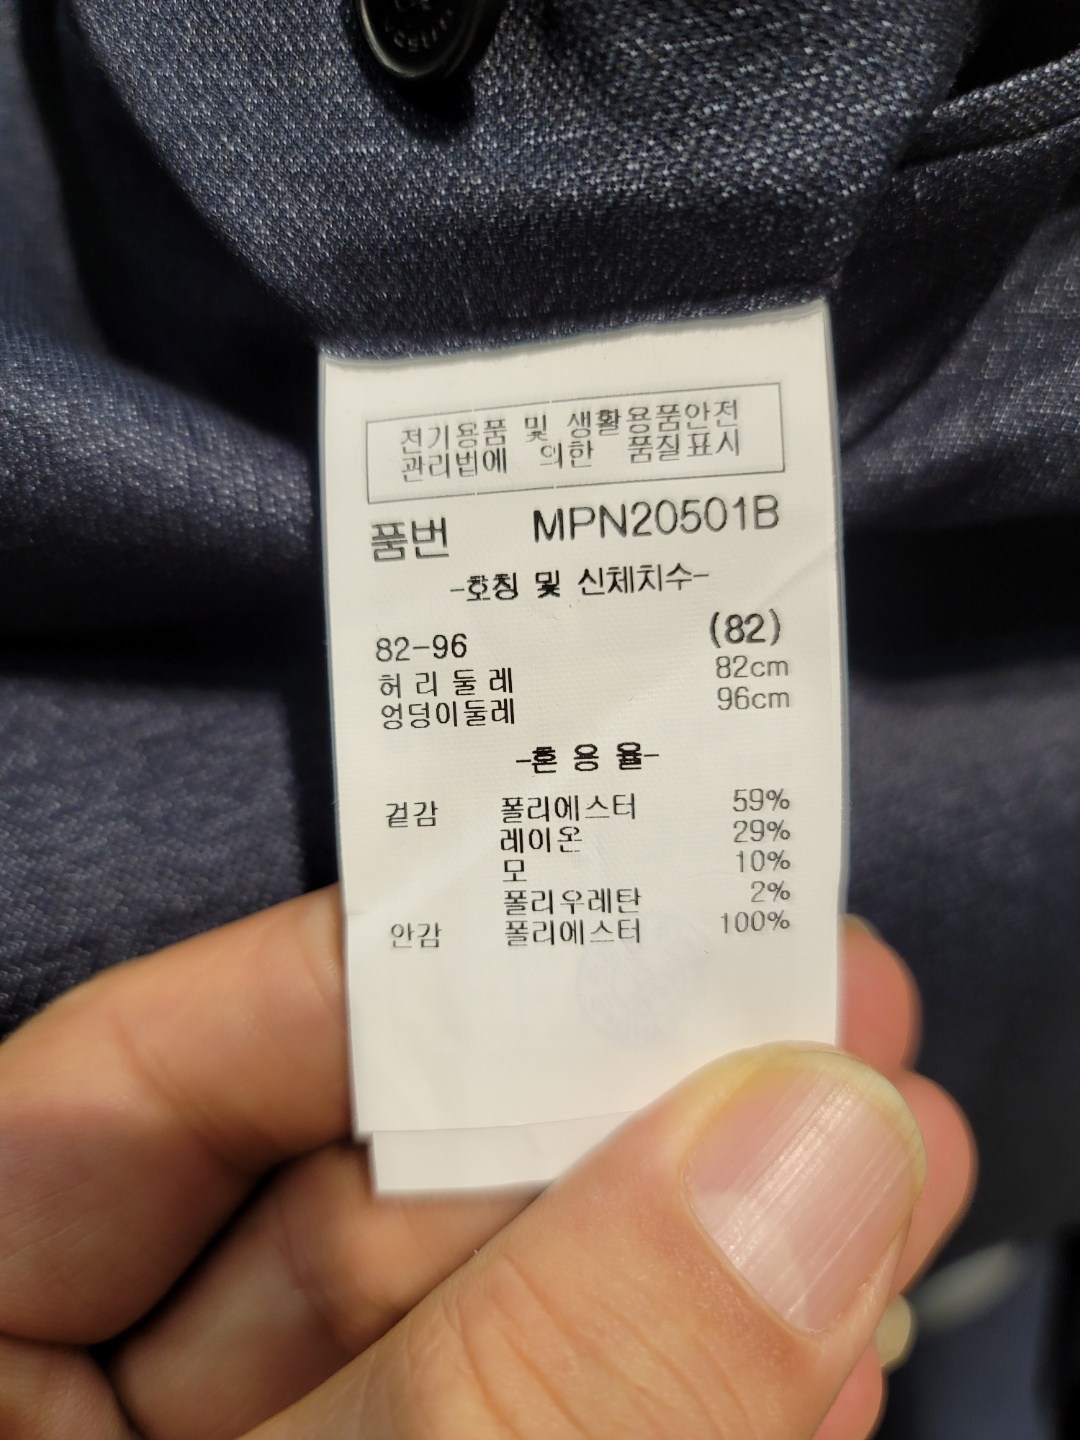 전기용품 및 생활용품안전
관리법에 의한 품질표시
품번 MPN20501B
-호칭 및 신체치수-
82-96 (82)
허 리 둘 레 82cm
엉덩이둘레 96cm
-혼 용 율-
겉감 폴리에스터 59%
레이온 29%
모 10%
폴리우레탄 2%
안감 폴리에스터 100%